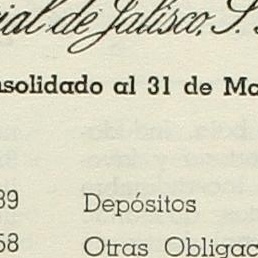 ial de Jalisco, S.
nsolidado al 31 de Ma
39 Depósitos
58 Otras Obligac